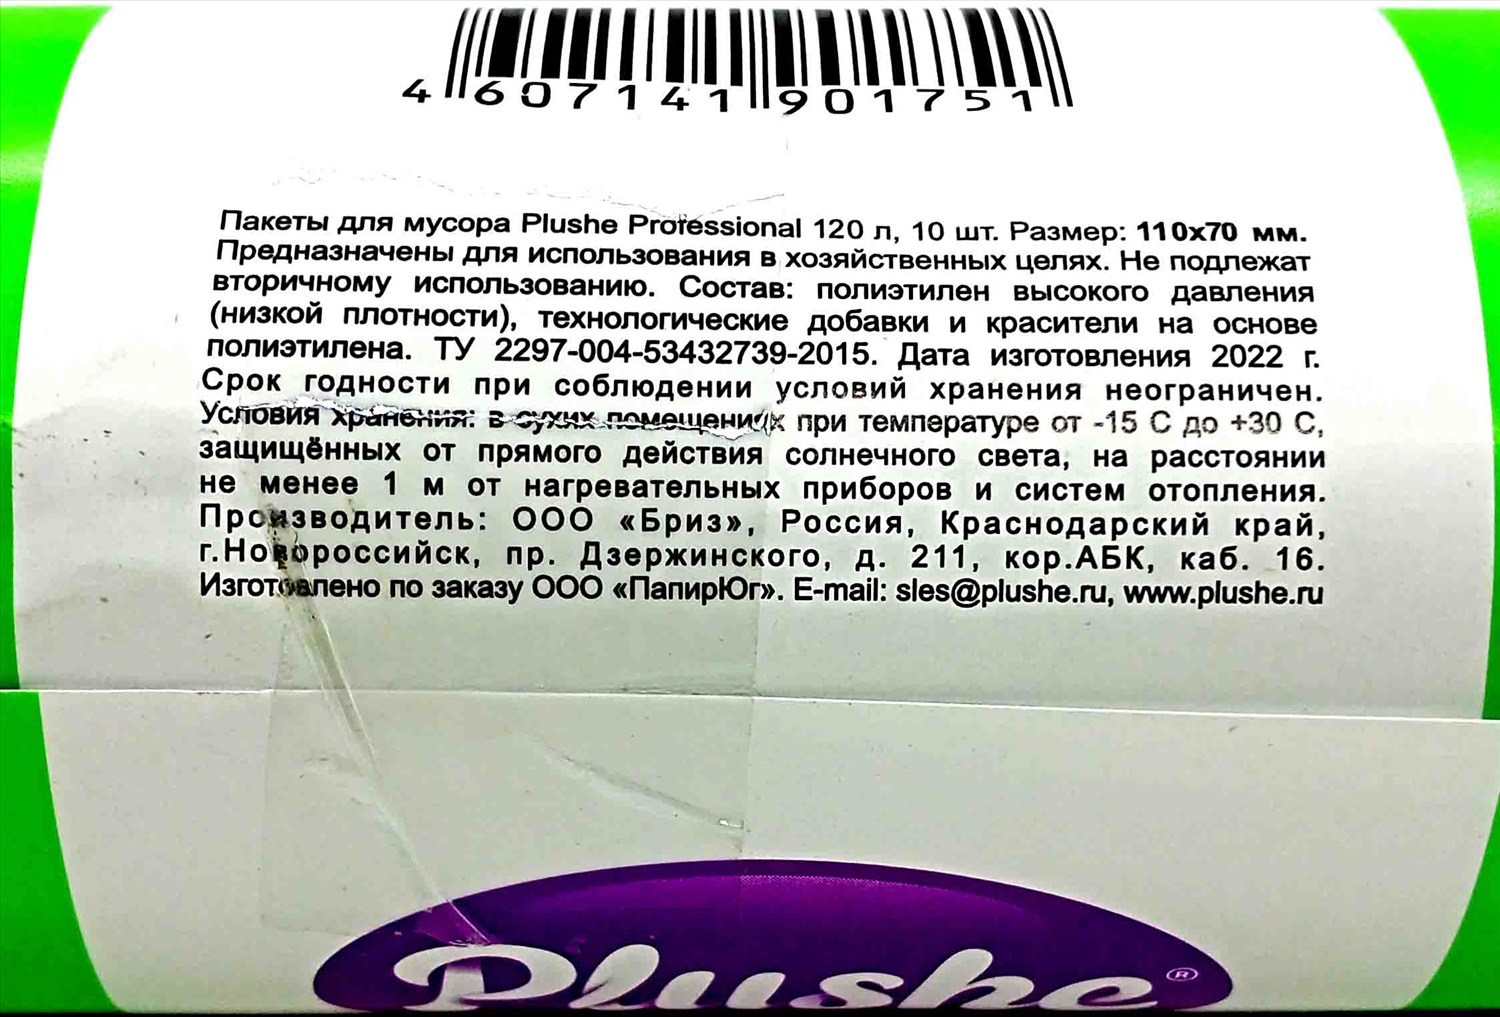 4 607141 901751
Пакеты для мусора Plushe Professional 120 л, 10 шт. Размер: 110х70 мм.
Предназначены для использования в хозяйственных целях. Не подлежат
вторичному использованию. Состав: полиэтилен высокого давления
(низкой плотности), технологические добавки и красители на основе
полиэтилена. ТУ 2297-004-53432739-2015. Дата изготовления 2022 г.
Срок годности при соблюдении условий хранения неограничен.
Условия хранения: в сухих помещениях при температуре от -15 С до +30 С,
защищённых от прямого действия солнечного света, на расстоянии
не менее 1 м от нагревательных приборов и систем отопления.
Производитель: ООО «Бриз», Россия, Краснодарский край,
г.Новороссийск, пр. Дзержинского, д. 211, кор.АБК, каб. 16.
Изготовлено по заказу ООО «ПапирЮг». E-mail: sles@plushe.ru, www.plushe.ru
Plushe ®